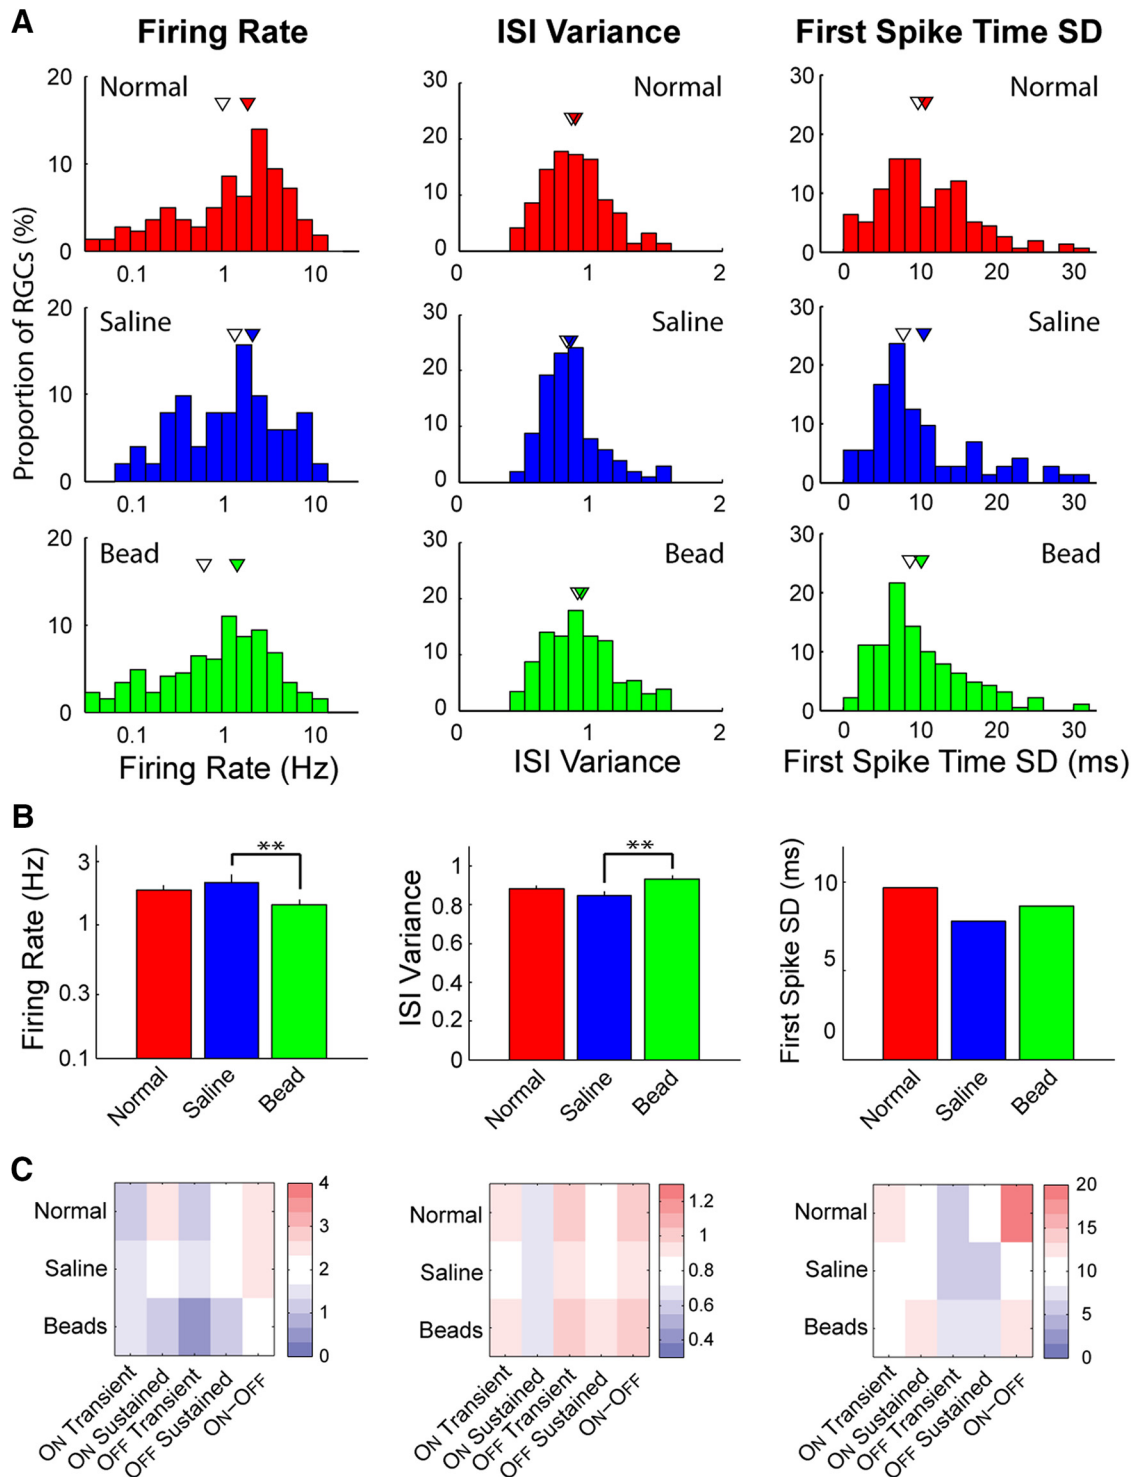 A
Firing Rate
ISI Variance
First Spike Time SD
Proportion of RGCs (%)
Normal
20
10
0
0.1
1
10
Normal
30
20
10
0
0
1
2
Normal
30
20
10
0
0
10
20
30
Saline
20
10
0
0.1
1
10
Saline
30
20
10
0
0
1
2
Saline
30
20
10
0
0
10
20
30
Bead
20
10
0
0.1
1
10
Firing Rate (Hz)
Bead
30
20
10
0
0
1
2
ISI Variance
Bead
30
20
10
0
0
10
20
30
First Spike Time SD (ms)
B
Firing Rate (Hz)
3
1
0.3
0.1
**
Normal
Saline
Bead
ISI Variance
1
0.8
0.6
0.4
0.2
0
**
Normal
Saline
Bead
First Spike SD (ms)
10
5
0
Normal
Saline
Bead
C
Normal
Saline
Beads
ON Transient
ON Sustained
OFF Transient
OFF Sustained
ON–OFF
4
3
2
1
0
Normal
Saline
Beads
ON Transient
ON Sustained
OFF Transient
OFF Sustained
ON–OFF
1.2
1
0.8
0.6
0.4
Normal
Saline
Beads
ON Transient
ON Sustained
OFF Transient
OFF Sustained
ON–OFF
20
15
10
5
0